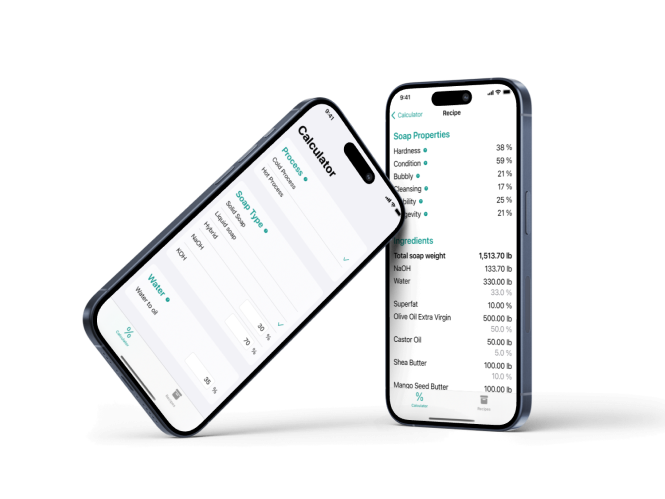 9:41
Calculator
Process
Cold Process
Hot Process
Soap Type
Solid Soap
Liquid soap
Hybrid
NaOH
30 %
KOH
70 %
Water
Water to oil
35 %
%
Calculator
Recipes
9:41
Calculator Recipe
Soap Properties
Hardness 38 %
Condition 59 %
Bubbly 21 %
Cleansing 17 %
bility 25 %
gevity 21 %
Ingredients
Total soap weight 1,513.70 lb
NaOH 133.70 lb
Water 330.00 lb
33.0 %
Superfat 10.00 %
Olive Oil Extra Virgin 500.00 lb
50.0 %
Castor Oil 50.00 lb
5.0 %
Shea Butter 100.00 lb
10.0 %
Mango Seed Butter 100.00 lb
%
Calculator
Recipes